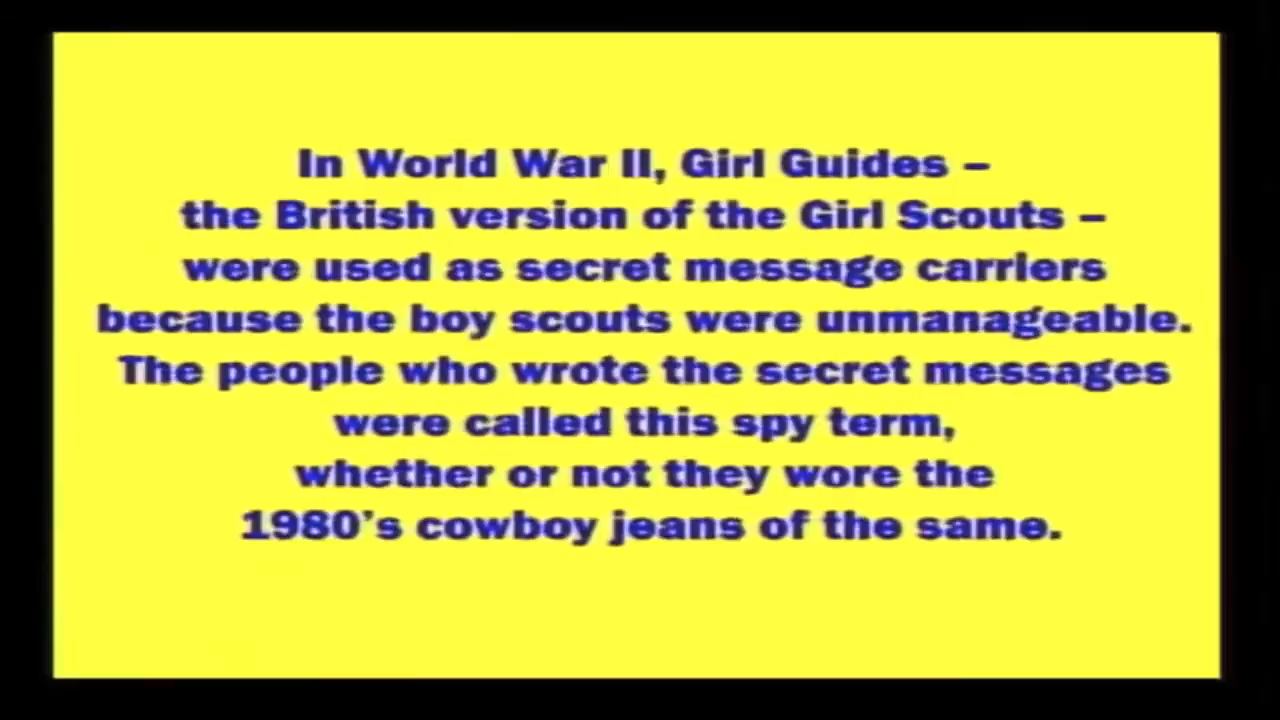 In World War II, Girl Guides –
the British version of the Girl Scouts –
were used as secret message carriers
because the boy scouts were unmanageable.
The people who wrote the secret messages
were called this spy term,
whether or not they wore the
1980's cowboy jeans of the same.